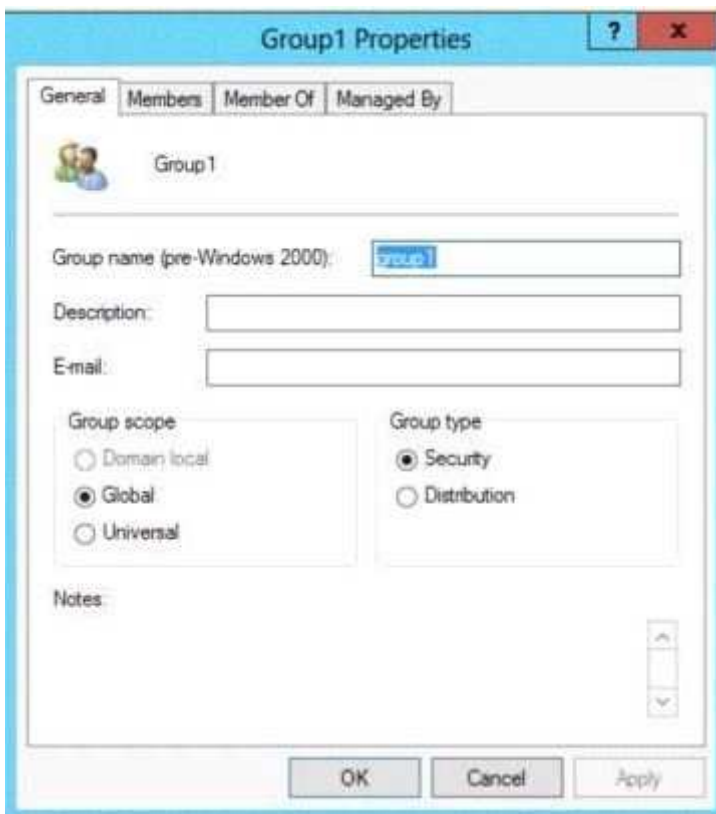 Group1 Properties
? x
General Members Member Of Managed By
Group1
Group name (pre-Windows 2000): group1
Description:
E-mail:
Group scope Group type
Domain local Security
Global Distribution
Universal
Notes:
OK Cancel Apply